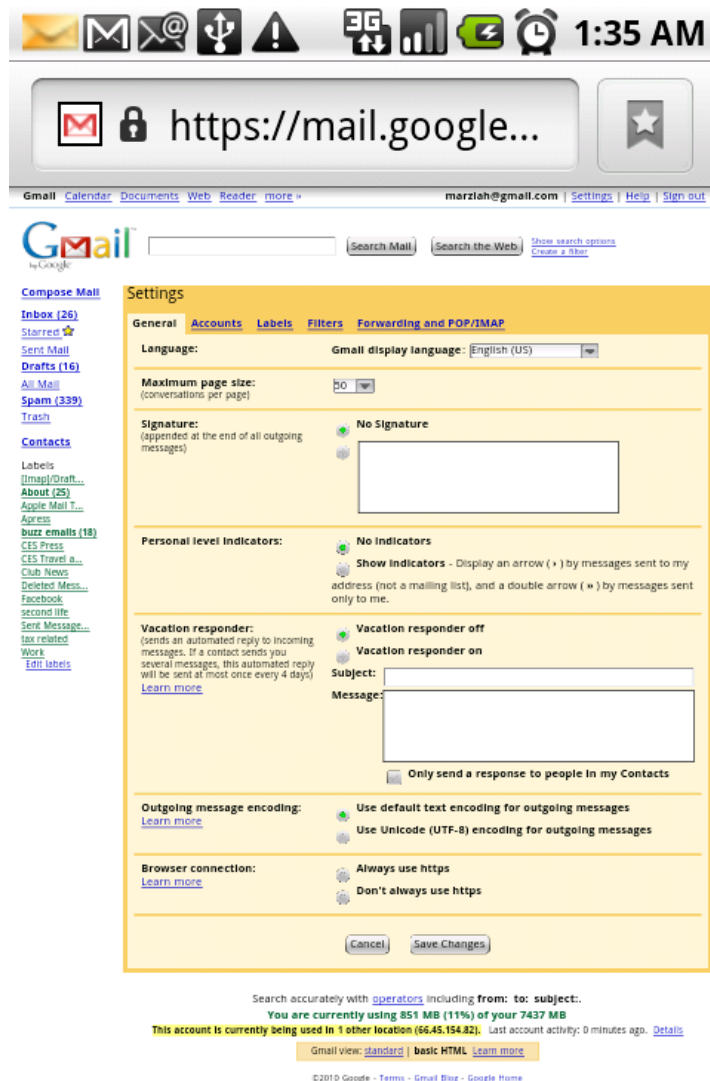 3G 1:35 AM
https://mail.google...
Gmail Calendar Documents Web Reader more » marziah@gmail.com | Settings | Help | Sign out
Gmail Search Mail Search the Web Show search options
by Google Create a filter
Compose Mail
Inbox (26)
Starred
Sent Mail
Drafts (16)
All Mail
Spam (339)
Trash
Contacts
Labels
[Imap]/Draft...
About (25)
Apple Mail T...
Apress
buzz emails (18)
CES Press
CES Travel a...
Club News
Deleted Mess...
Facebook
second life
Sent Message...
tax related
Work
Edit labels
Settings
General Accounts Labels Filters Forwarding and POP/IMAP
Language: Gmail display language: English (US)
Maximum page size: 50
(conversations per page)
Signature: No Signature
(appended at the end of all outgoing
messages)
Personal level indicators: No indicators
Show indicators - Display an arrow ( › ) by messages sent to my
address (not a mailing list), and a double arrow ( » ) by messages sent
only to me.
Vacation responder: Vacation responder off
(sends an automated reply to incoming
messages. If a contact sends you
several messages, this automated reply
will be sent at most once every 4 days)
Learn more
Vacation responder on
Subject:
Message:
Only send a response to people in my Contacts
Outgoing message encoding: Use default text encoding for outgoing messages
Learn more Use Unicode (UTF-8) encoding for outgoing messages
Browser connection: Always use https
Learn more Don't always use https
Cancel Save Changes
Search accurately with operators including from: to: subject:.
You are currently using 851 MB (11%) of your 7437 MB
This account is currently being used in 1 other location (66.45.154.82). Last account activity: 0 minutes ago. Details
Gmail view: standard | basic HTML Learn more
©2010 Google - Terms - Gmail Blog - Google Home